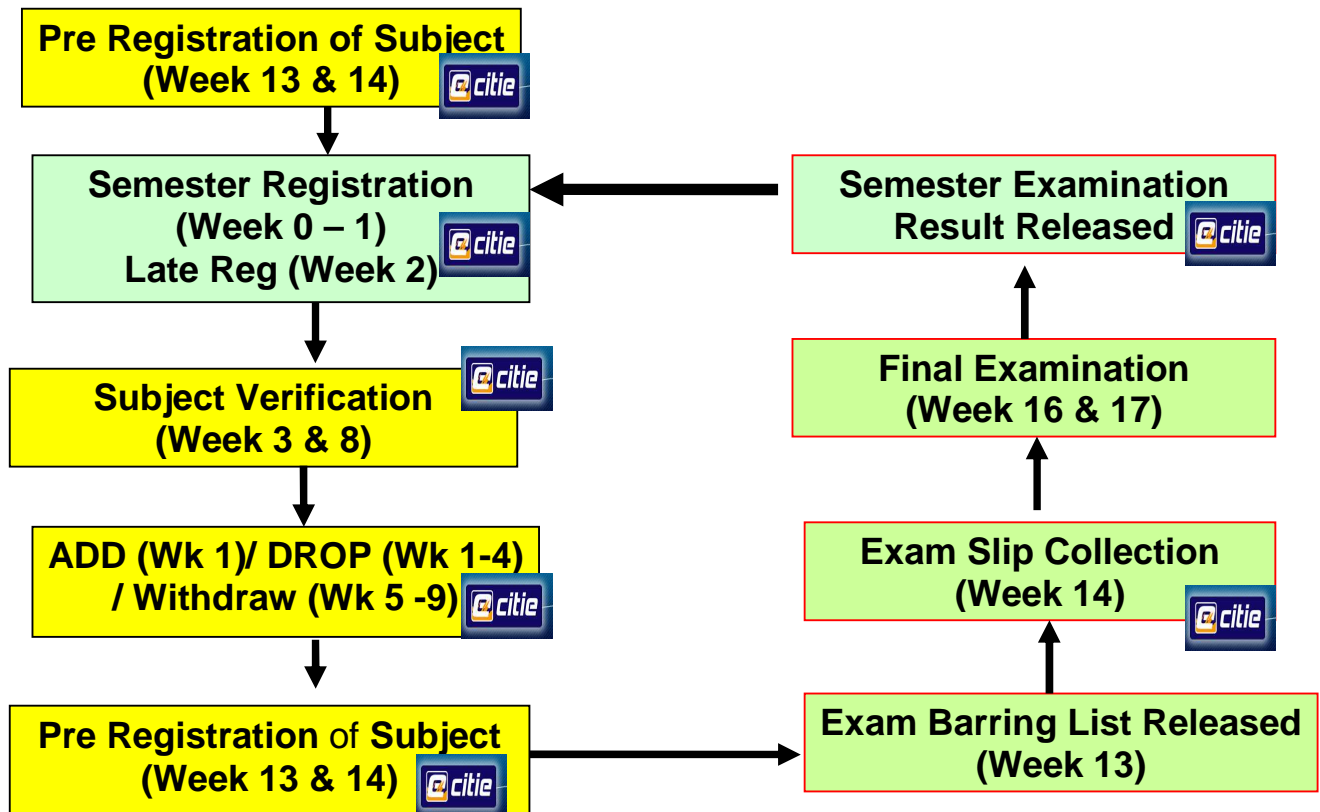 Pre Registration of Subject
(Week 13 & 14)
citie
Semester Registration
(Week 0 – 1)
Late Reg (Week 2)
citie
Subject Verification
(Week 3 & 8)
citie
ADD (Wk 1)/ DROP (Wk 1-4)
/ Withdraw (Wk 5 -9)
citie
Pre Registration of Subject
(Week 13 & 14)
citie
Exam Barring List Released
(Week 13)
Exam Slip Collection
(Week 14)
citie
Final Examination
(Week 16 & 17)
Semester Examination
Result Released
citie